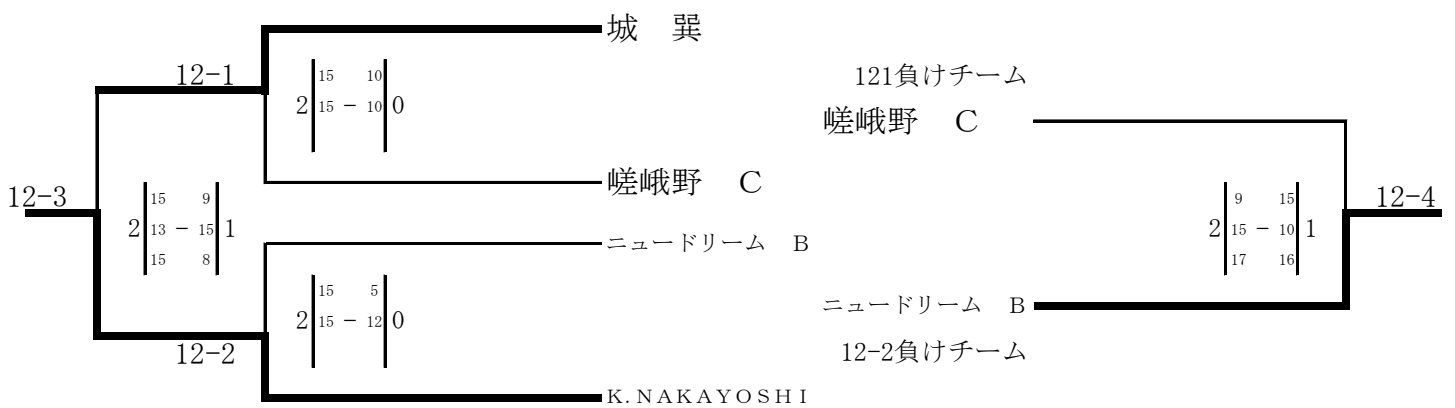 城　巽
12-1
15 10
2 15 - 10 0
121負けチーム
嵯峨野　C
嵯峨野　C
12-3
15 9
2 13 - 15 1
15 8
9 15
2 15 - 10 1
17 16
12-4
ニュードリーム　B
15 5
2 15 - 12 0
ニュードリーム　B
12-2
12-2負けチーム
K.NAKAYOSHI